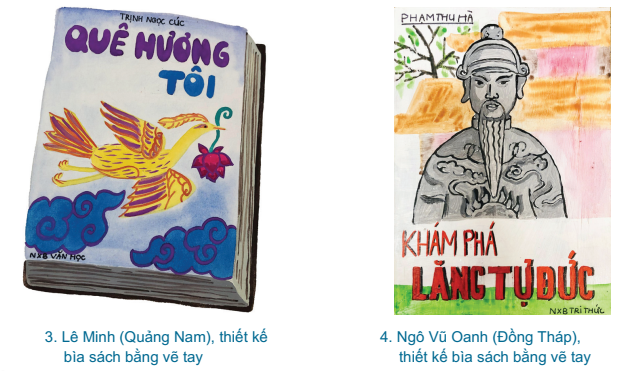 TRỊNH NGỌC CÚC
QUÊ HƯƠNG
TÔI
NXB VĂN HỌC
3. Lê Minh (Quảng Nam), thiết kế
bìa sách bằng vẽ tay
PHẠM THU HÀ
KHÁM PHÁ
LĂNG TỰ ĐỨC
NXB TRI THỨC
4. Ngô Vũ Oanh (Đồng Tháp),
thiết kế bìa sách bằng vẽ tay